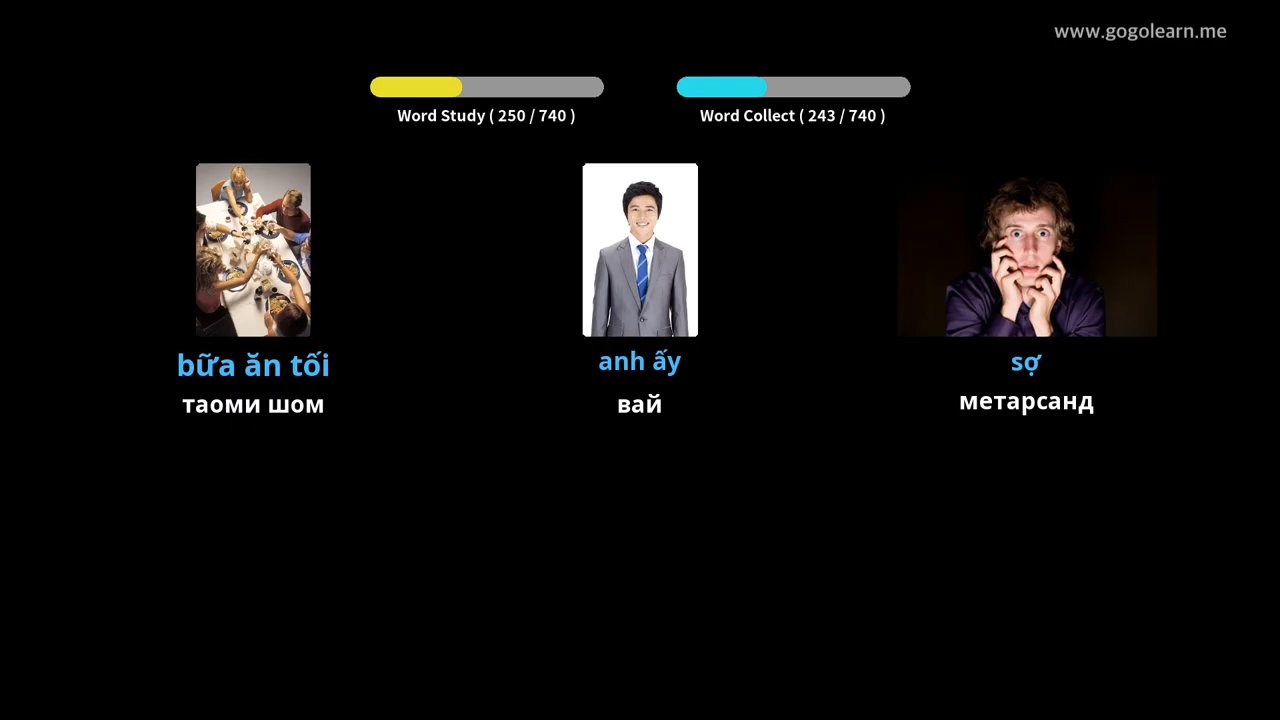 www.gogolearn.me
Word Study ( 250 / 740 )
Word Collect ( 243 / 740 )
bữa ăn tối
таоми шом
anh ấy
вай
sợ
метарсанд